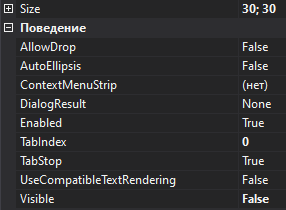 Size 30; 30
Поведение
AllowDrop False
AutoEllipsis False
ContextMenuStrip (нет)
DialogResult None
Enabled True
TabIndex 0
TabStop True
UseCompatibleTextRendering False
Visible False